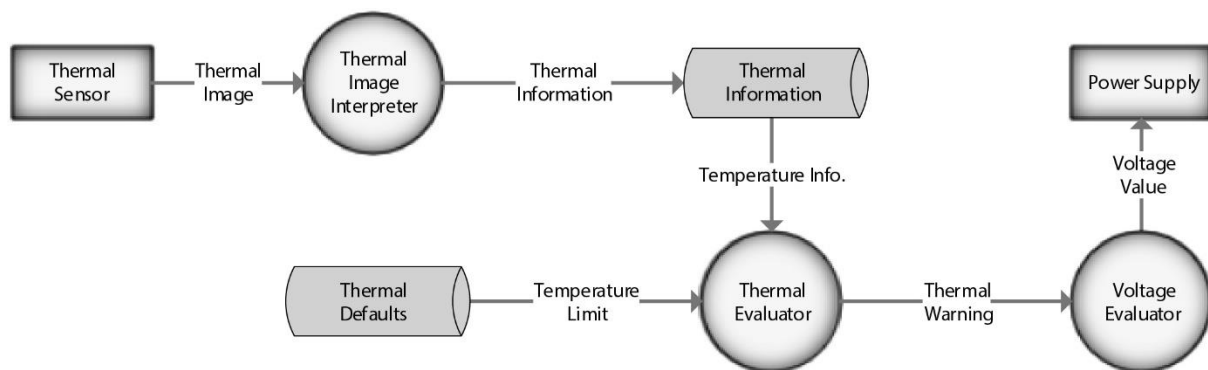 Thermal
Sensor
Thermal
Image
Thermal
Image
Interpreter
Thermal
Information
Thermal
Information
Power Supply
Temperature Info.
Voltage
Value
Thermal
Defaults
Temperature
Limit
Thermal
Evaluator
Thermal
Warning
Voltage
Evaluator